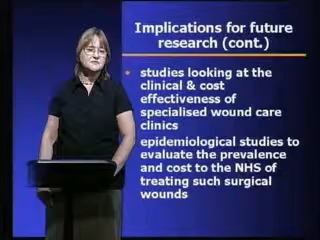 Implications for future
research (cont.)
• studies looking at the
clinical & cost
effectiveness of
specialised wound care
clinics
• epidemiological studies to
evaluate the prevalence
and cost to the NHS of
treating such surgical
wounds